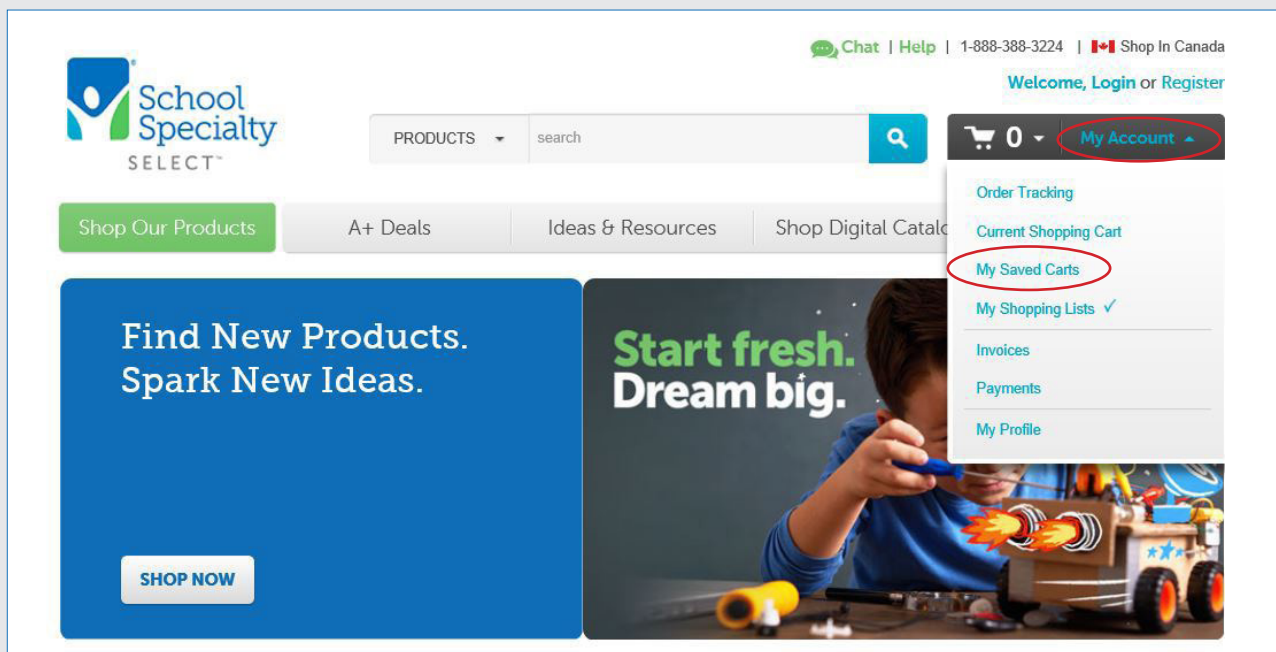 Chat | Help | 1-888-388-3224 | Shop In Canada
Welcome, Login or Register
School
Specialty
SELECT™
PRODUCTS
search
0
My Account
Order Tracking
Current Shopping Cart
My Saved Carts
My Shopping Lists ✓
Invoices
Payments
My Profile
Shop Our Products
A+ Deals
Ideas & Resources
Shop Digital Catalo
Find New Products.
Spark New Ideas.
SHOP NOW
Start fresh.
Dream big.